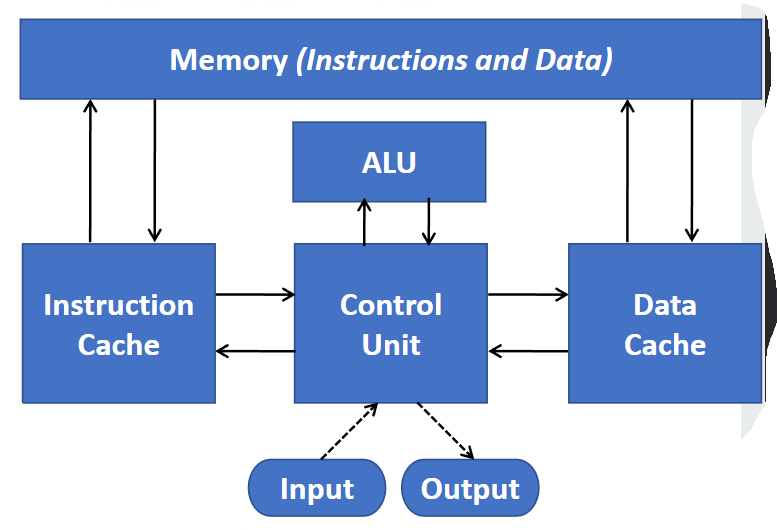 Memory (Instructions and Data)
ALU
Instruction
Cache
Control
Unit
Data
Cache
Input
Output